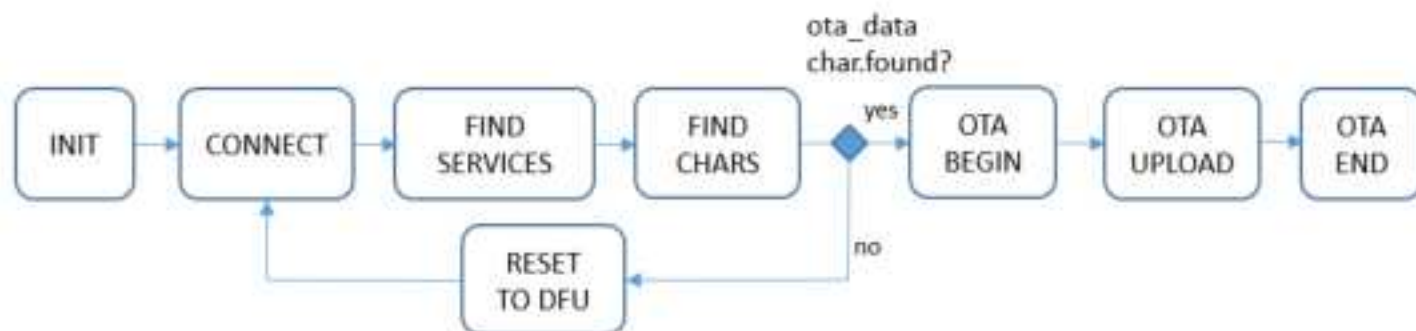 ota_data
char.found?
INIT
CONNECT
FIND
SERVICES
FIND
CHARS
yes
OTA
BEGIN
OTA
UPLOAD
OTA
END
no
RESET
TO DFU